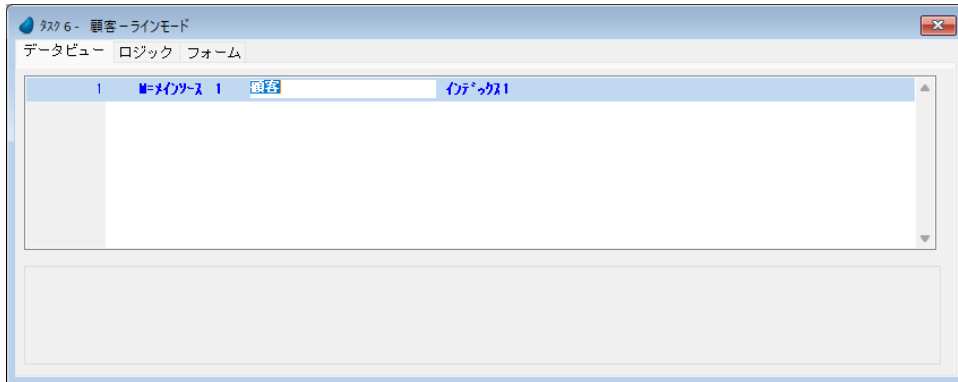 ﾀｽｸ 6 - 顧客－ラインモード
データビュー ロジック フォーム
1 M=ﾒｲﾝｿｰｽ 1 顧客 ｲﾝﾃﾞｯｸｽ 1